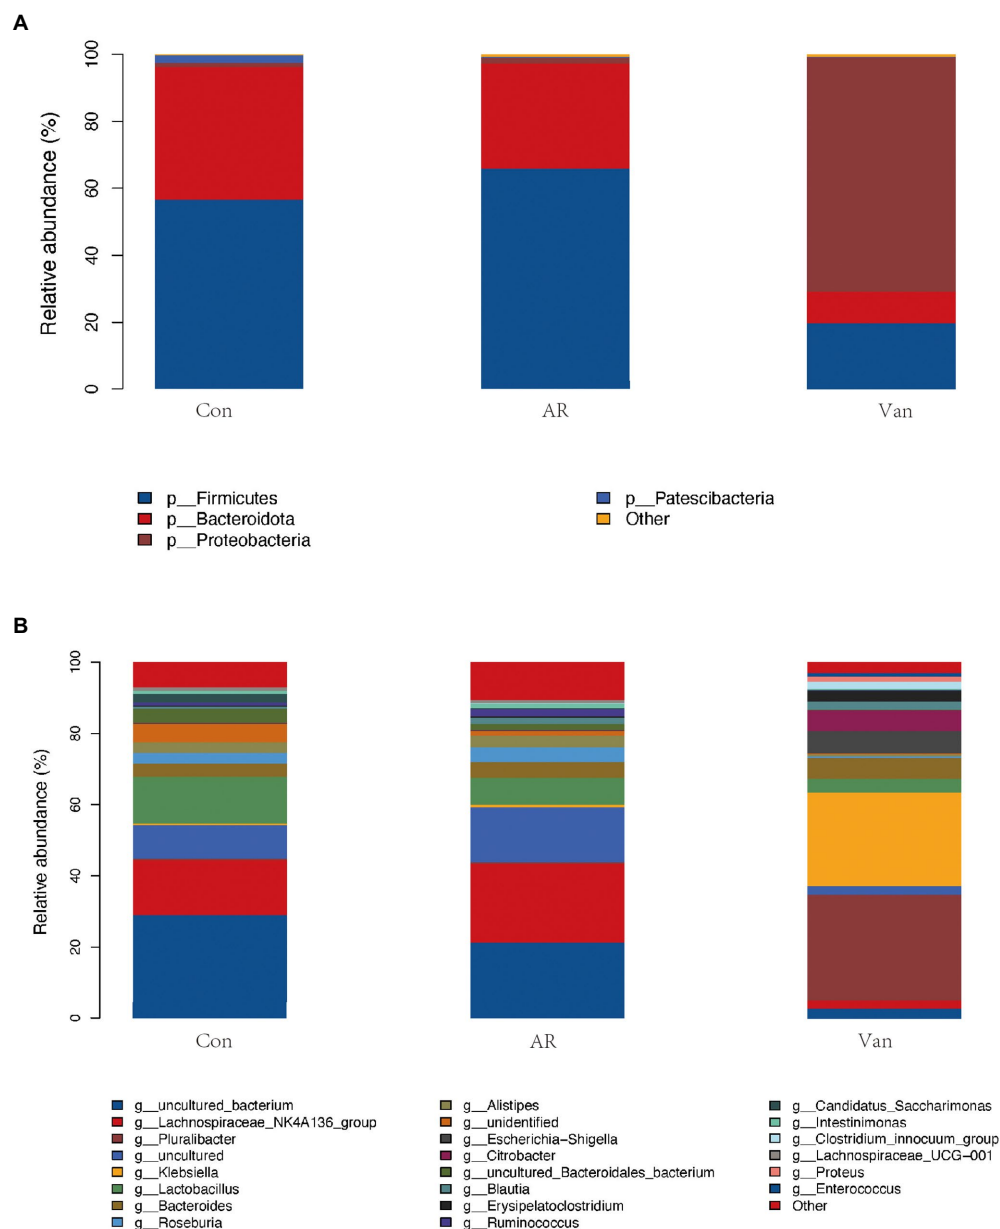 A
Relative abundance (%)
100
80
60
40
20
0
Con
AR
Van
p__Firmicutes
p__Bacteroidota
p__Proteobacteria
p__Patescibacteria
Other
B
Relative abundance (%)
100
80
60
40
20
0
Con
AR
Van
g__uncultured_bacterium
g__Lachnospiraceae_NK4A136_group
g__Pluralibacter
g__uncultured
g__Klebsiella
g__Lactobacillus
g__Bacteroides
g__Roseburia
g__Alistipes
g__unidentified
g__Escherichia−Shigella
g__Citrobacter
g__uncultured_Bacteroidales_bacterium
g__Blautia
g__Erysipelatoclostridium
g__Ruminococcus
g__Candidatus_Saccharimonas
g__Intestinimonas
g__Clostridium_innocuum_group
g__Lachnospiraceae_UCG−001
g__Proteus
g__Enterococcus
Other